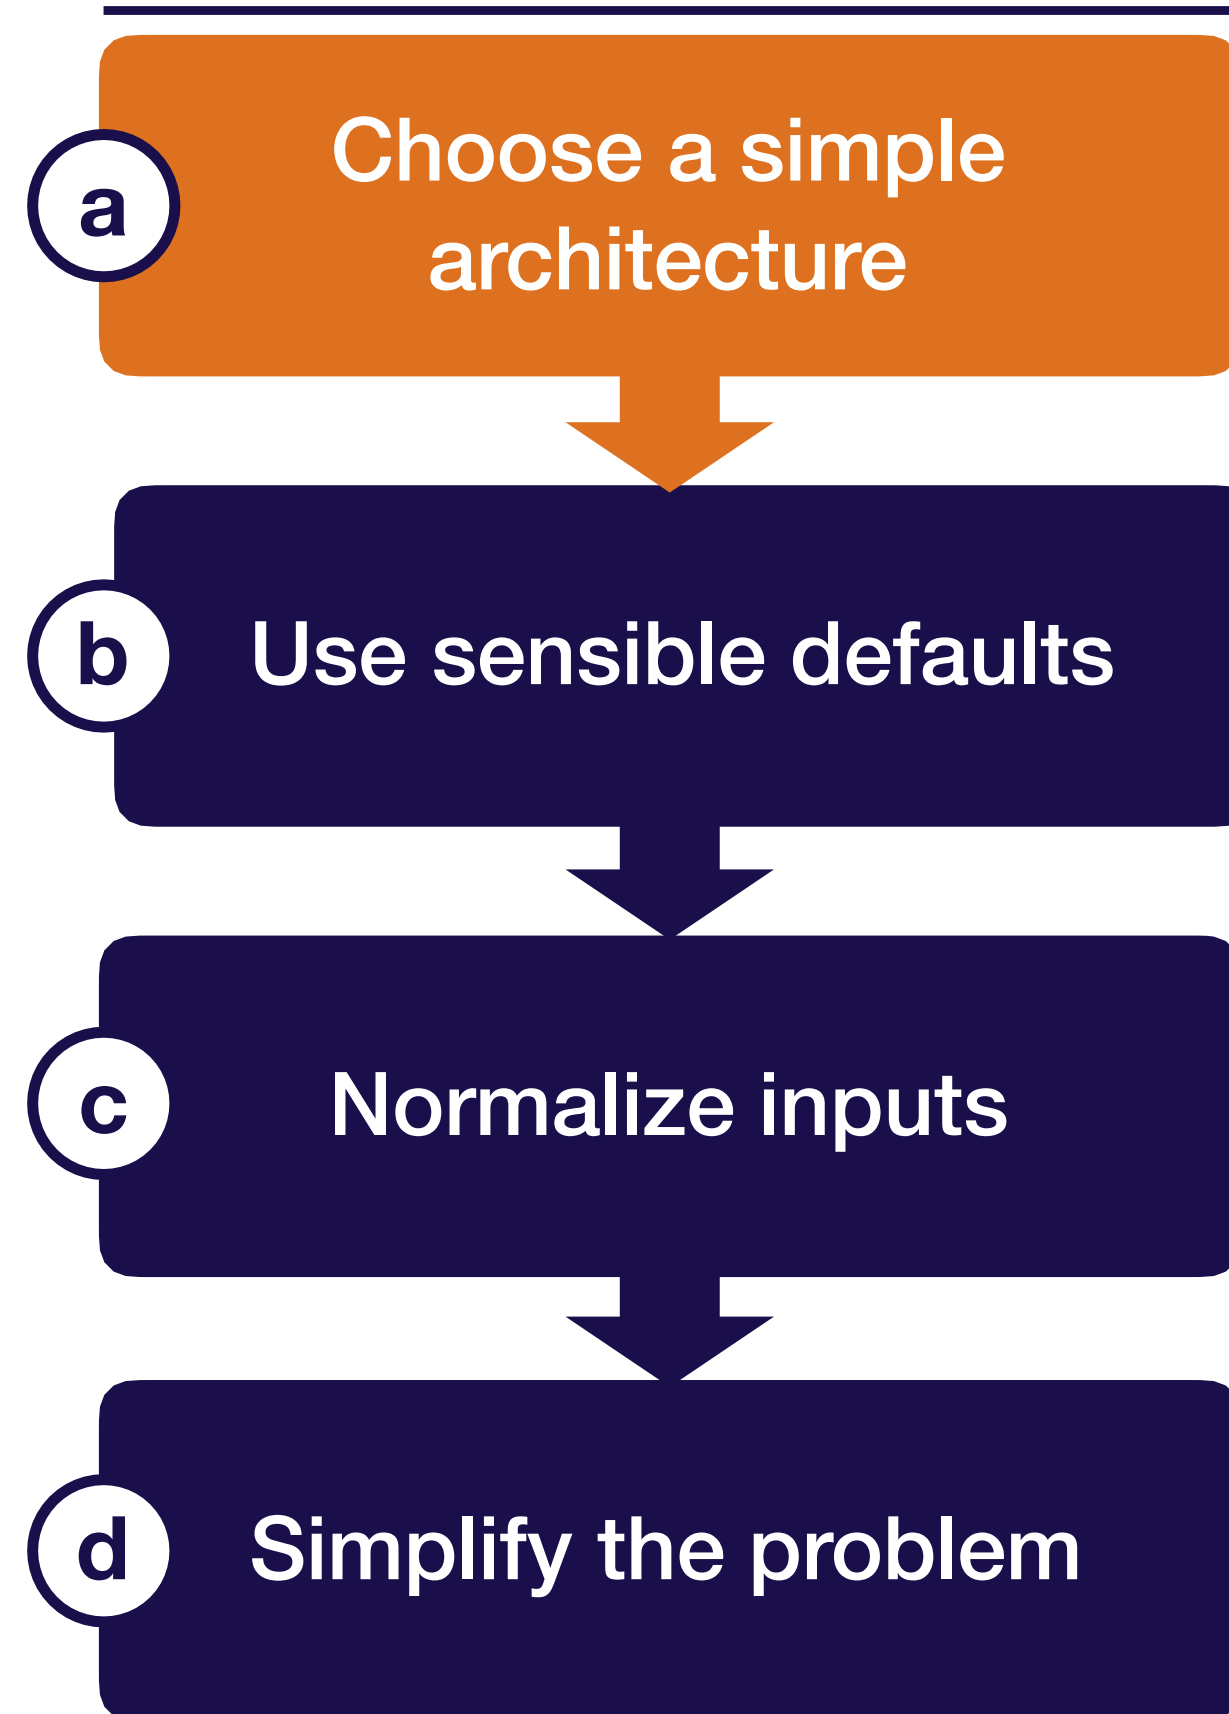 a
Choose a simple
architecture
b
Use sensible defaults
c
Normalize inputs
d
Simplify the problem